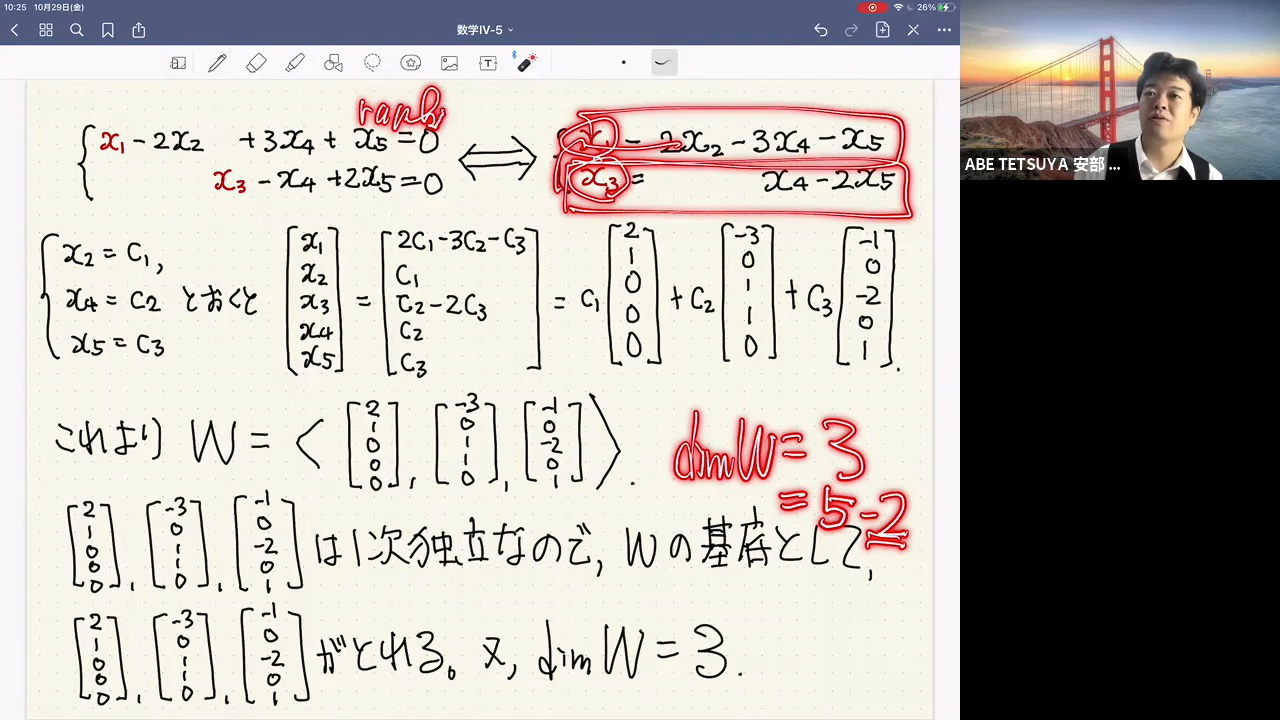 10:25 10月29日(金)
26%
数学IV-5
ABE TETSUYA 安部 ...
rank
x1 - 2x2 + 3x4 + x5 = 0 ⟺ x1 = 2x2 - 3x4 - x5
x3 - x4 + 2x5 = 0 x3 = x4 - 2x5
x2 = C1,
x4 = C2 とおくと
x5 = C3
[x1 x2 x3 x4 x5] = [2C1-3C2-C3 C1 C2-2C3 C2 C3] = C1 [2 1 0 0 0] + C2 [-3 0 1 1 0] + C3 [-1 0 -2 0 1].
これより W = < [2 1 0 0 0], [-3 0 1 1 0], [-1 0 -2 0 1] >.
dim W = 3
= 5 - 2
[2 1 0 0 0], [-3 0 1 1 0], [-1 0 -2 0 1] は1次独立なので, Wの基底として,
[2 1 0 0 0], [-3 0 1 1 0], [-1 0 -2 0 1] がとれる。又, dim W = 3.